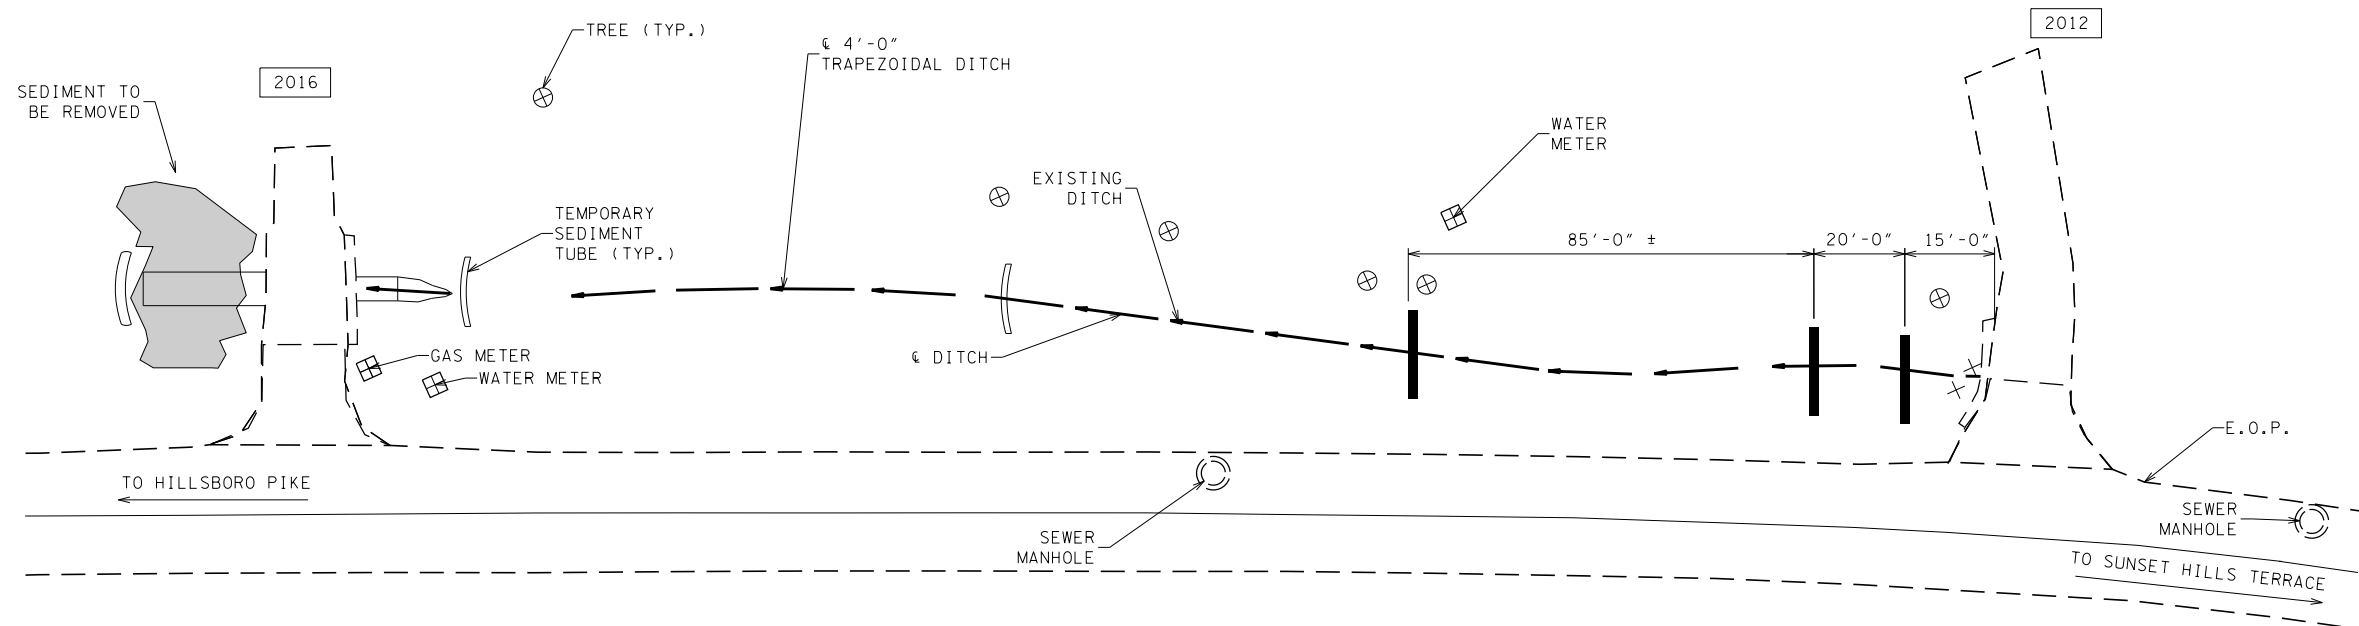 2012
TREE (TYP.)
℄ 4'-0"
TRAPEZOIDAL DITCH
2016
SEDIMENT TO
BE REMOVED
WATER
METER
EXISTING
DITCH
TEMPORARY
SEDIMENT
TUBE (TYP.)
85'-0" ±
20'-0"
15'-0"
GAS METER
WATER METER
℄ DITCH
E.O.P.
TO HILLSBORO PIKE
SEWER
MANHOLE
SEWER
MANHOLE
TO SUNSET HILLS TERRACE